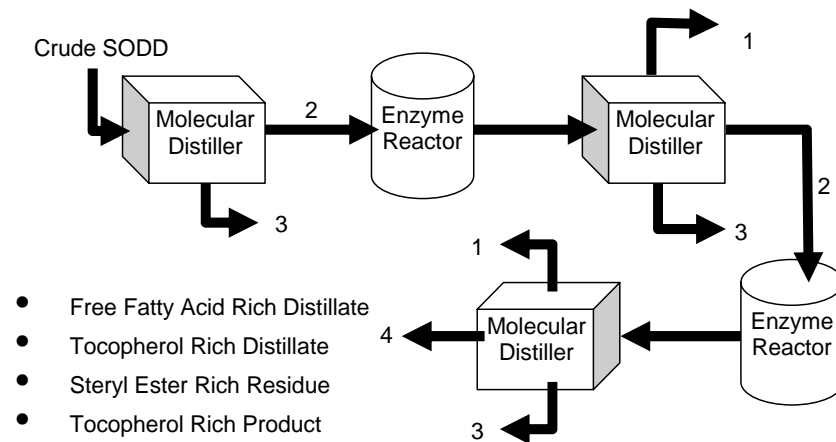 Crude SODD
Molecular
Distiller
2
3
Enzyme
Reactor
Molecular
Distiller
1
2
3
Enzyme
Reactor
Molecular
Distiller
1
4
3
• Free Fatty Acid Rich Distillate
• Tocopherol Rich Distillate
• Steryl Ester Rich Residue
• Tocopherol Rich Product